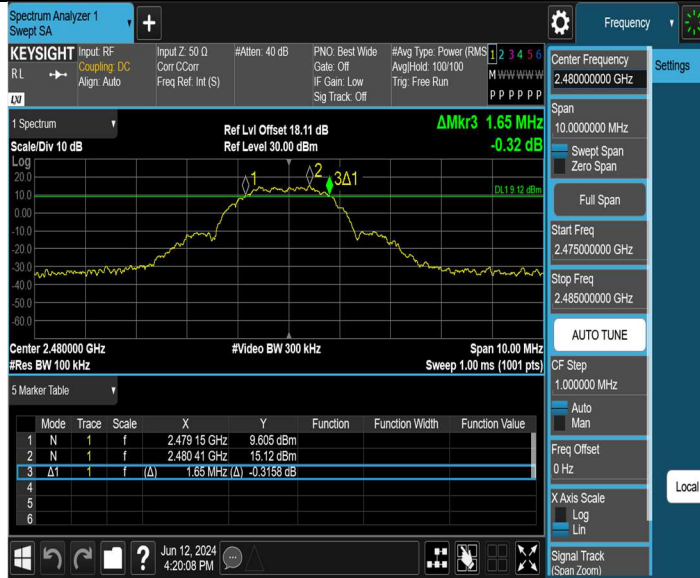 Spectrum Analyzer 1
Swept SA
+
Frequency
KEYSIGHT
RL
LXI
Input: RF
Coupling: DC
Align: Auto
Input Z: 50 Ω
Corr CCorr
Freq Ref: Int (S)
#Atten: 40 dB
PNO: Best Wide
Gate: Off
IF Gain: Low
Sig Track: Off
#Avg Type: Power (RMS
Avg|Hold: 100/100
Trig: Free Run
1 2 3 4 5 6
M W W W W W
P P P P P P
1 Spectrum
Scale/Div 10 dB
Ref Lvl Offset 18.11 dB
Ref Level 30.00 dBm
ΔMkr3 1.65 MHz
-0.32 dB
Log
20.0
10.0
0.00
-10.0
-20.0
-30.0
-40.0
-50.0
-60.0
1
2
3Δ1
DL1 9.12 dBm
Center 2.480000 GHz
#Res BW 100 kHz
#Video BW 300 kHz
Span 10.00 MHz
Sweep 1.00 ms (1001 pts)
5 Marker Table
Mode Trace Scale X Y Function Function Width Function Value
1 N 1 f 2.479 15 GHz 9.605 dBm
2 N 1 f 2.480 41 GHz 15.12 dBm
3 Δ1 1 f (Δ) 1.65 MHz (Δ) -0.3158 dB
4
5
6
?
Jun 12, 2024
4:20:08 PM
Center Frequency
2.480000000 GHz
Span
10.0000000 MHz
Swept Span
Zero Span
Full Span
Start Freq
2.475000000 GHz
Stop Freq
2.485000000 GHz
AUTO TUNE
CF Step
1.000000 MHz
Auto
Man
Freq Offset
0 Hz
X Axis Scale
Log
Lin
Signal Track
(Span Zoom)
Settings
Local